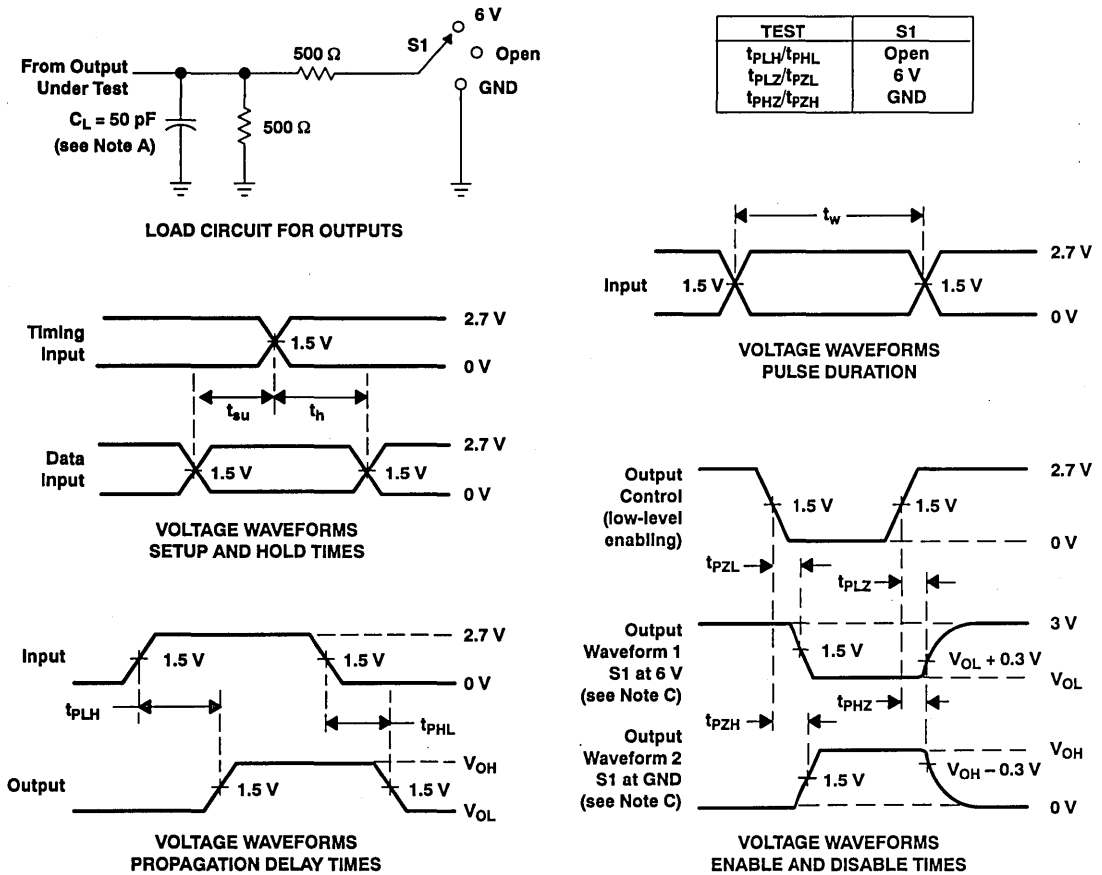 6 V
S1
Open
GND
500 Ω
From Output
Under Test
C_L = 50 pF
(see Note A)
500 Ω
LOAD CIRCUIT FOR OUTPUTS
TEST S1
t_PLH/t_PHL Open
t_PLZ/t_PZL 6 V
t_PHZ/t_PZH GND
t_w
Input
1.5 V
1.5 V
2.7 V
0 V
VOLTAGE WAVEFORMS
PULSE DURATION
Timing
Input
1.5 V
2.7 V
0 V
t_su
t_h
Data
Input
1.5 V
1.5 V
2.7 V
0 V
VOLTAGE WAVEFORMS
SETUP AND HOLD TIMES
Input
1.5 V
1.5 V
2.7 V
0 V
t_PLH
t_PHL
Output
1.5 V
1.5 V
V_OH
V_OL
VOLTAGE WAVEFORMS
PROPAGATION DELAY TIMES
Output
Control
(low-level
enabling)
1.5 V
1.5 V
2.7 V
0 V
t_PZL
t_PLZ
Output
Waveform 1
S1 at 6 V
(see Note C)
1.5 V
3 V
V_OL + 0.3 V
V_OL
t_PZH
t_PHZ
Output
Waveform 2
S1 at GND
(see Note C)
1.5 V
V_OH
V_OH – 0.3 V
0 V
VOLTAGE WAVEFORMS
ENABLE AND DISABLE TIMES